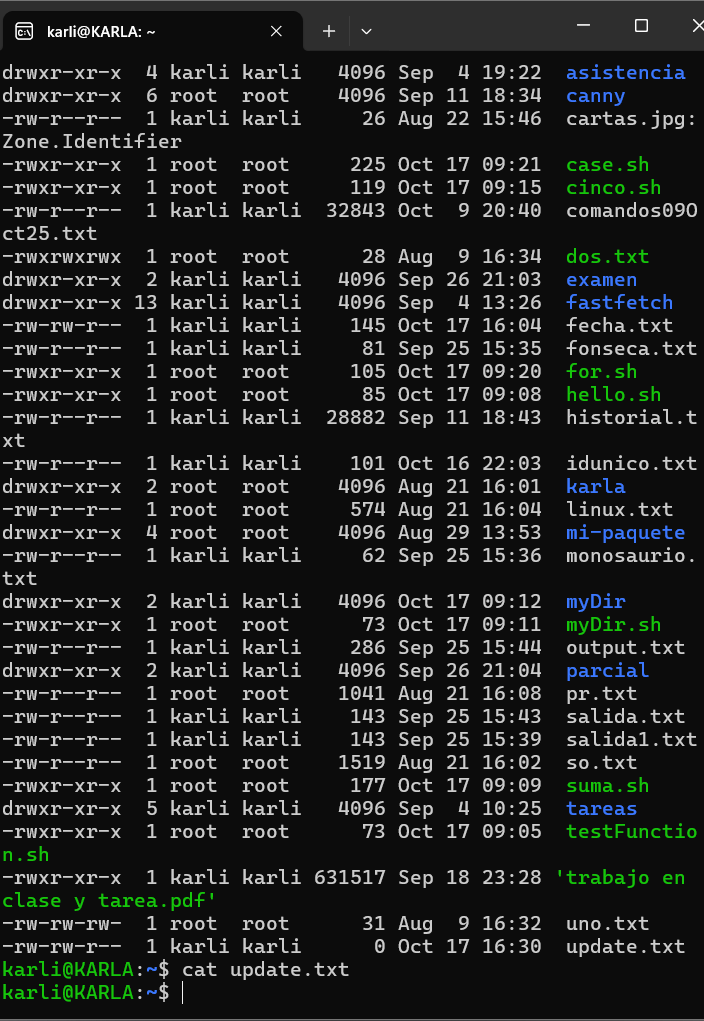 karli@KARLA: ~
drwxr-xr-x  4 karli karli   4096 Sep  4 19:22  asistencia
drwxr-xr-x  6 root  root    4096 Sep 11 18:34  canny
-rw-r--r--  1 karli karli     26 Aug 22 15:46  cartas.jpg:
Zone.Identifier
-rwxr-xr-x  1 root  root     225 Oct 17 09:21  case.sh
-rwxr-xr-x  1 root  root     119 Oct 17 09:15  cinco.sh
-rw-r--r--  1 karli karli  32843 Oct  9 20:40  comandos09O
ct25.txt
-rwxrwxrwx  1 root  root      28 Aug  9 16:34  dos.txt
drwxr-xr-x  2 karli karli   4096 Sep 26 21:03  examen
drwxr-xr-x 13 karli karli   4096 Sep  4 13:26  fastfetch
-rw-rw-r--  1 karli karli    145 Oct 17 16:04  fecha.txt
-rw-r--r--  1 karli karli     81 Sep 25 15:35  fonseca.txt
-rwxr-xr-x  1 root  root     105 Oct 17 09:20  for.sh
-rwxr-xr-x  1 root  root      85 Oct 17 09:08  hello.sh
-rw-r--r--  1 karli karli  28882 Sep 11 18:43  historial.t
xt
-rw-r--r--  1 karli karli    101 Oct 16 22:03  idunico.txt
drwxr-xr-x  2 root  root    4096 Aug 21 16:01  karla
-rw-r--r--  1 root  root     574 Aug 21 16:04  linux.txt
drwxr-xr-x  4 root  root    4096 Aug 29 13:53  mi-paquete
-rw-r--r--  1 karli karli     62 Sep 25 15:36  monosaurio.
txt
drwxr-xr-x  2 karli karli   4096 Oct 17 09:12  myDir
-rwxr-xr-x  1 root  root      73 Oct 17 09:11  myDir.sh
-rw-r--r--  1 karli karli    286 Sep 25 15:44  output.txt
drwxr-xr-x  2 karli karli   4096 Sep 26 21:04  parcial
-rw-r--r--  1 root  root    1041 Aug 21 16:08  pr.txt
-rw-r--r--  1 karli karli    143 Sep 25 15:43  salida.txt
-rw-r--r--  1 karli karli    143 Sep 25 15:39  salida1.txt
-rw-r--r--  1 root  root    1519 Aug 21 16:02  so.txt
-rwxr-xr-x  1 root  root     177 Oct 17 09:09  suma.sh
drwxr-xr-x  5 karli karli   4096 Sep  4 10:25  tareas
-rwxr-xr-x  1 root  root      73 Oct 17 09:05  testFunctio
n.sh
-rwxr-xr-x  1 karli karli 631517 Sep 18 23:28 'trabajo en
clase y tarea.pdf'
-rw-rw-rw-  1 root  root      31 Aug  9 16:32  uno.txt
-rw-rw-r--  1 karli karli      0 Oct 17 16:30  update.txt
karli@KARLA:~$ cat update.txt
karli@KARLA:~$